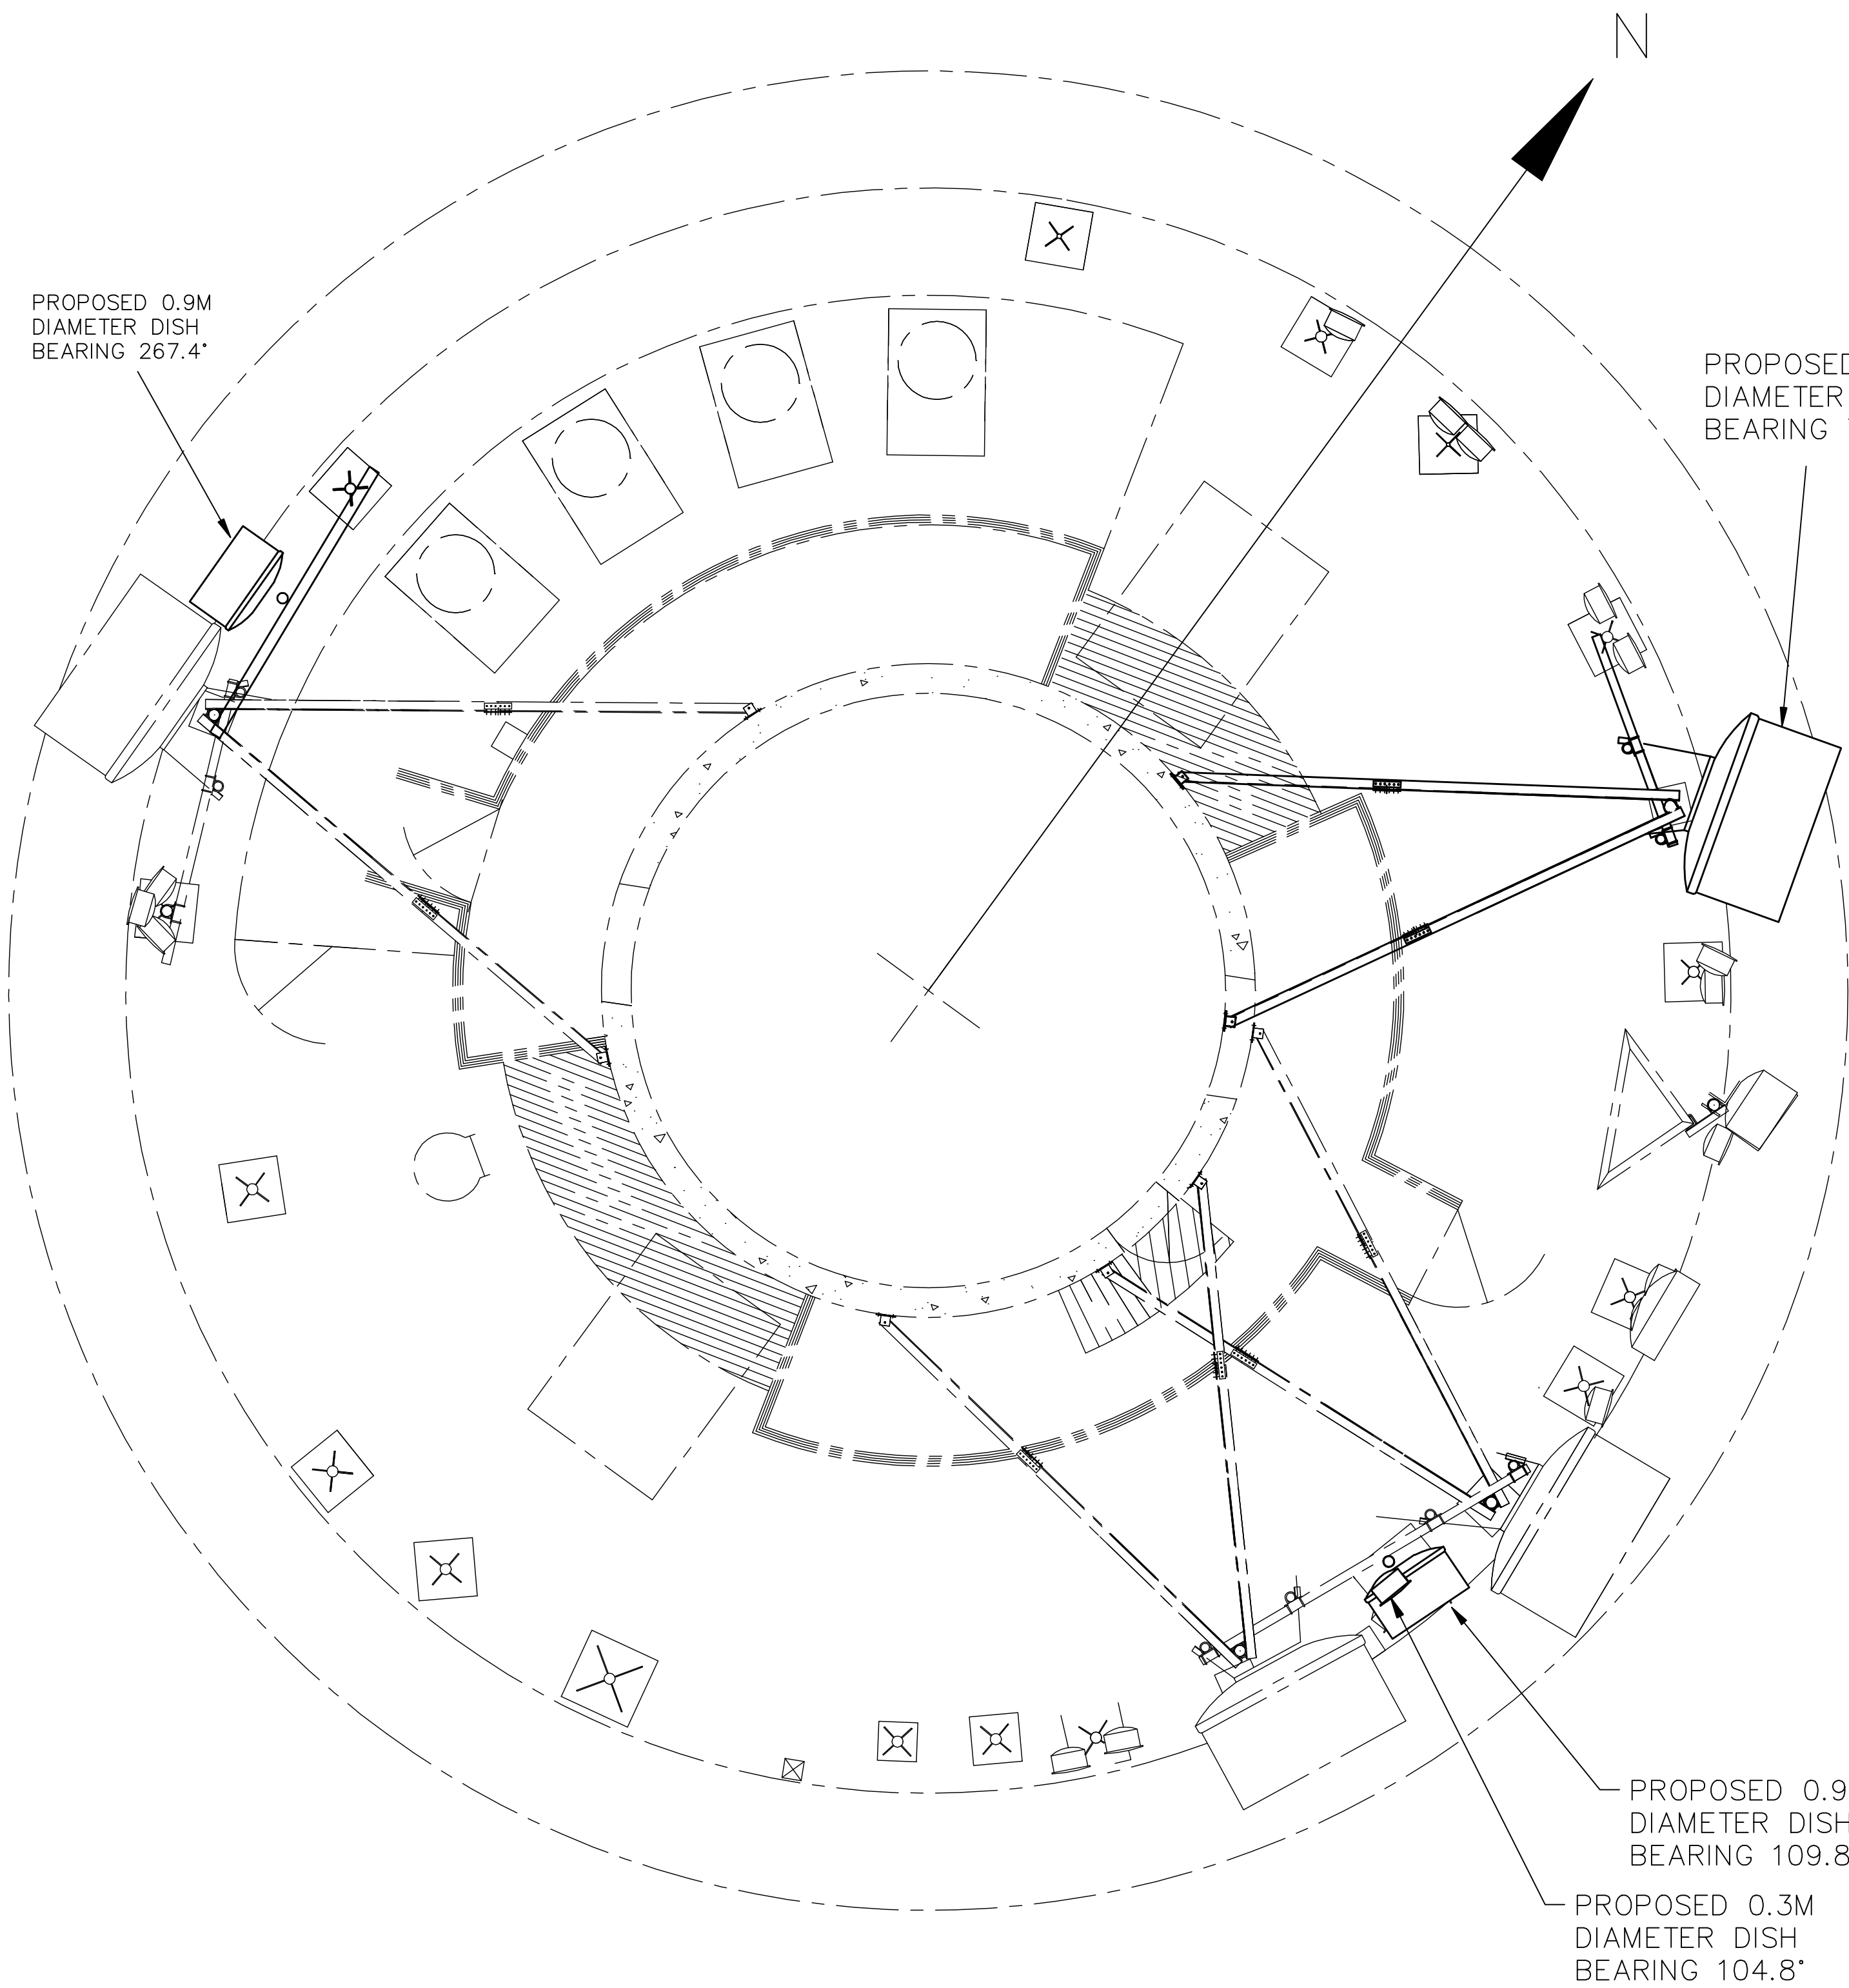 N
PROPOSED 0.9M
DIAMETER DISH
BEARING 267.4°
PROPOSED
DIAMETER
BEARING
PROPOSED 0.9
DIAMETER DISH
BEARING 109.8
PROPOSED 0.3M
DIAMETER DISH
BEARING 104.8°